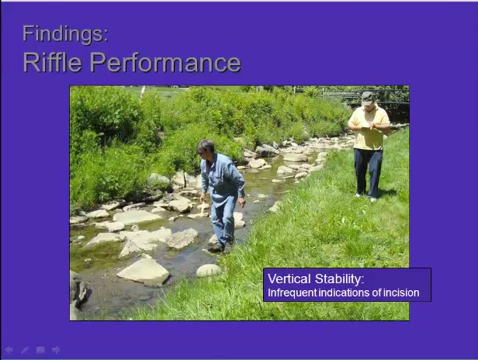 Findings:
Riffle Performance
Vertical Stability:
Infrequent indications of incision